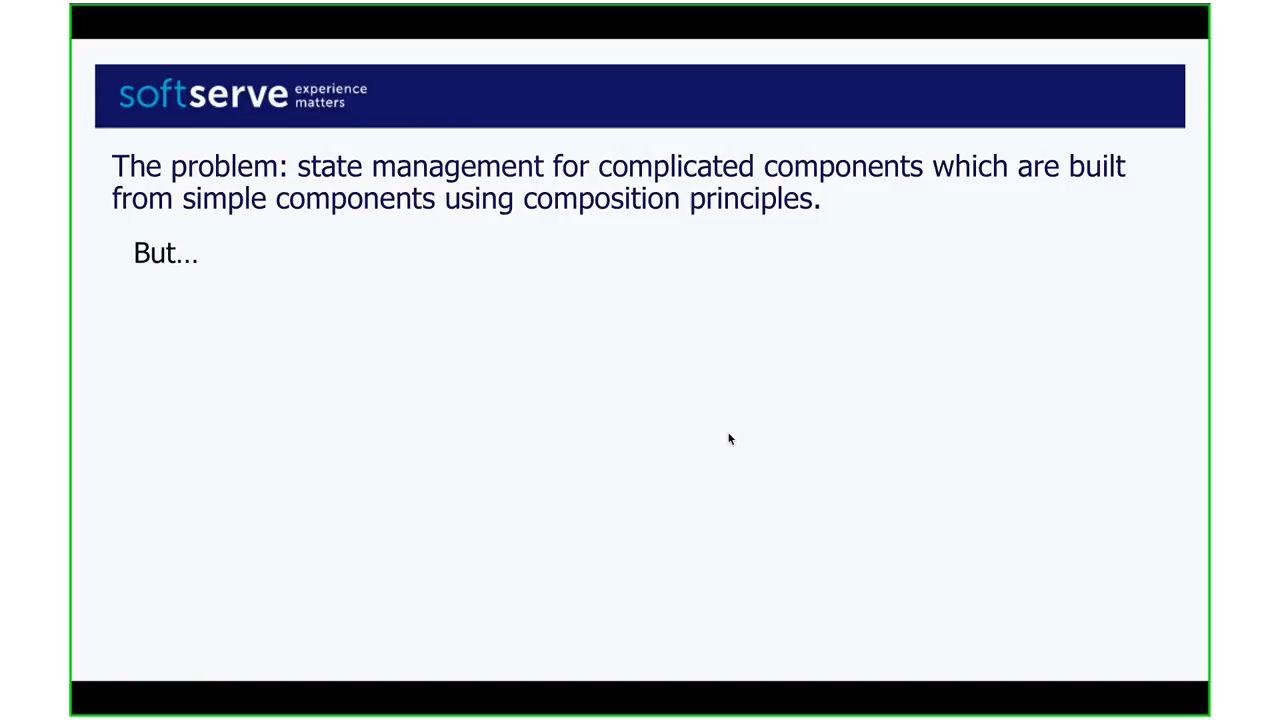 softserve experience matters
The problem: state management for complicated components which are built
from simple components using composition principles.
But...